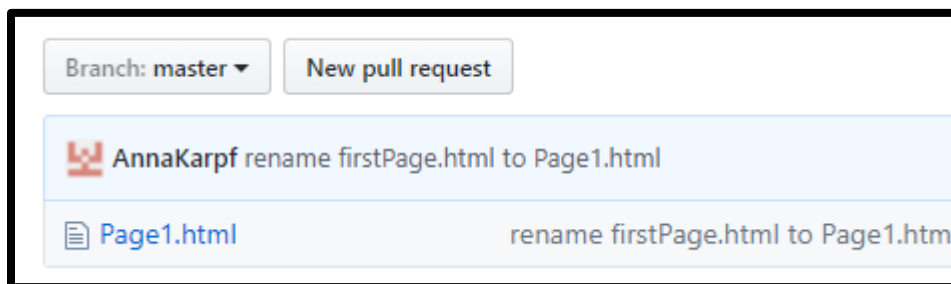 Branch: master New pull request
AnnaKarpf rename firstPage.html to Page1.html
Page1.html rename firstPage.html to Page1.htm